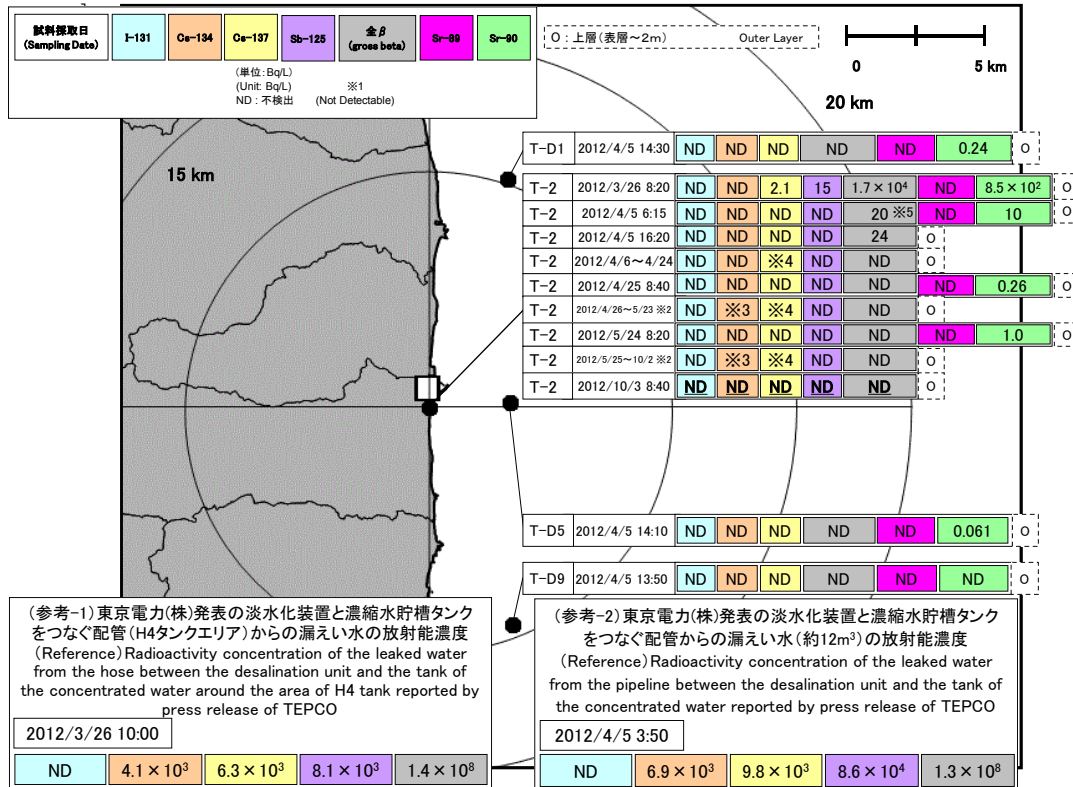 試料採取日
(Sampling Date)
I-131
Cs-134
Cs-137
Sb-125
全β
(gross beta)
Sr-89
Sr-90
(単位: Bq/L)
(Unit: Bq/L) ※1
ND : 不検出 (Not Detectable)
O : 上層(表層～2m) Outer Layer
0 5 km
20 km
15 km
T-D1 2012/4/5 14:30 ND ND ND ND ND 0.24 O
T-2 2012/3/26 8:20 ND ND 2.1 15 1.7×10⁴ ND 8.5×10² O
T-2 2012/4/5 6:15 ND ND ND ND 20 ※5 ND 10 O
T-2 2012/4/5 16:20 ND ND ND ND 24 O
T-2 2012/4/6～4/24 ND ND ※4 ND ND O
T-2 2012/4/25 8:40 ND ND ND ND ND ND 0.26 O
T-2 2012/4/26～5/23 ※2 ND ※3 ※4 ND ND O
T-2 2012/5/24 8:20 ND ND ND ND ND ND 1.0 O
T-2 2012/5/25～10/2 ※2 ND ※3 ※4 ND ND O
T-2 2012/10/3 8:40 ND ND ND ND ND O
T-D5 2012/4/5 14:10 ND ND ND ND ND 0.061 O
T-D9 2012/4/5 13:50 ND ND ND ND ND ND O
(参考-1)東京電力(株)発表の淡水化装置と濃縮水貯槽タンク
をつなぐ配管(H4タンクエリア)からの漏えい水の放射能濃度
(Reference)Radioactivity concentration of the leaked water
from the hose between the desalination unit and the tank of
the concentrated water around the area of H4 tank reported by
press release of TEPCO
2012/3/26 10:00
ND 4.1×10³ 6.3×10³ 8.1×10³ 1.4×10⁸
(参考-2)東京電力(株)発表の淡水化装置と濃縮水貯槽タンク
をつなぐ配管からの漏えい水(約12m³)の放射能濃度
(Reference)Radioactivity concentration of the leaked water
from the pipeline between the desalination unit and the tank of
the concentrated water reported by press release of TEPCO
2012/4/5 3:50
ND 6.9×10³ 9.8×10³ 8.6×10⁴ 1.3×10⁸